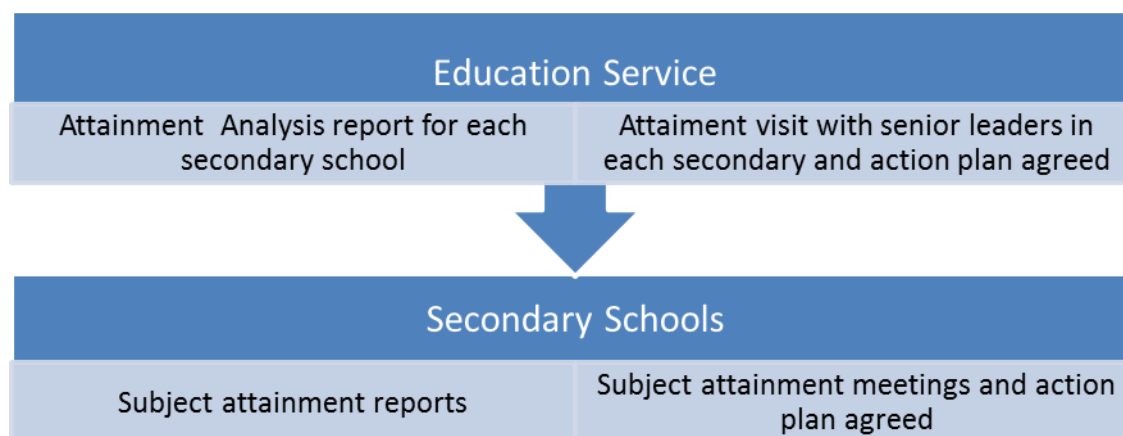 Education Service
Attainment Analysis report for each
secondary school
Attaiment visit with senior leaders in
each secondary and action plan agreed
Secondary Schools
Subject attainment reports
Subject attainment meetings and action
plan agreed